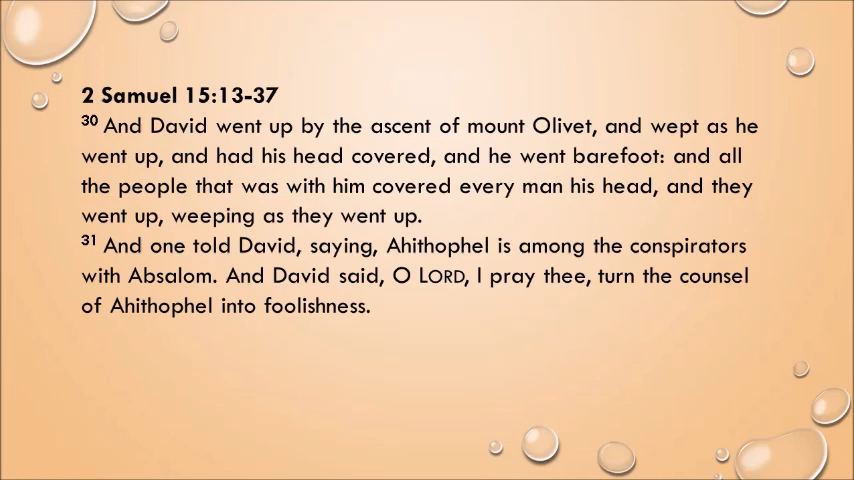 2 Samuel 15:13-37
30 And David went up by the ascent of mount Olivet, and wept as he
went up, and had his head covered, and he went barefoot: and all
the people that was with him covered every man his head, and they
went up, weeping as they went up.
31 And one told David, saying, Ahithophel is among the conspirators
with Absalom. And David said, O LORD, I pray thee, turn the counsel
of Ahithophel into foolishness.